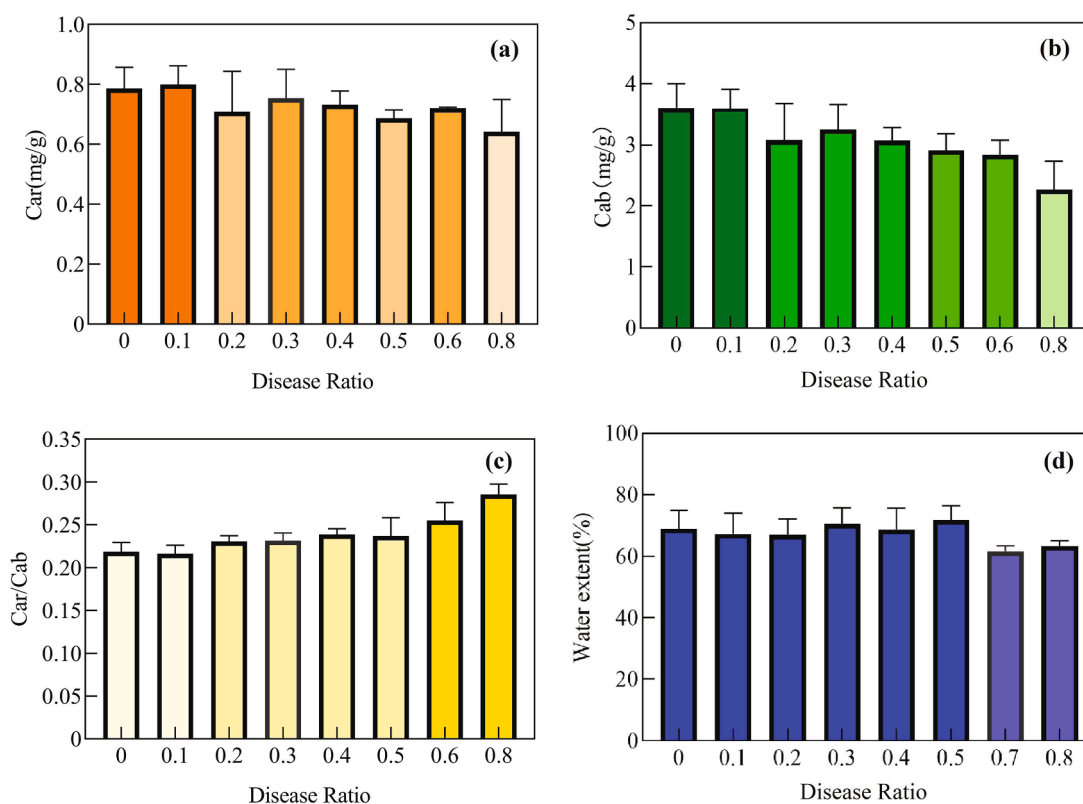 (a)
Car(mg/g)
1.0
0.8
0.6
0.4
0.2
0
0 0.1 0.2 0.3 0.4 0.5 0.6 0.8
Disease Ratio
(b)
Cab（mg/g）
5
4
3
2
1
0
0 0.1 0.2 0.3 0.4 0.5 0.6 0.8
Disease Ratio
(c)
Car/Cab
0.35
0.30
0.25
0.20
0.15
0.10
0.05
0
0 0.1 0.2 0.3 0.4 0.5 0.6 0.8
Disease Ratio
(d)
Water extent(%)
100
80
60
40
20
0
0 0.1 0.2 0.3 0.4 0.5 0.7 0.8
Disease Ratio